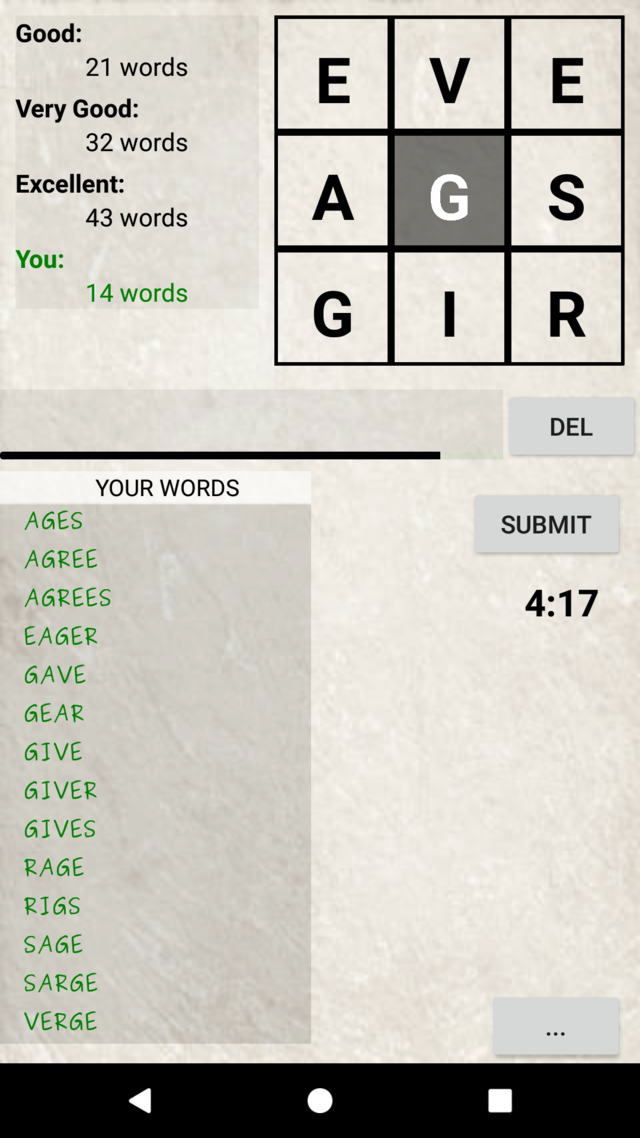 Good:
21 words
Very Good:
32 words
Excellent:
43 words
You:
14 words
E V E
A G S
G I R
DEL
YOUR WORDS
SUBMIT
4:17
AGES
AGREE
AGREES
EAGER
GAVE
GEAR
GIVE
GIVER
GIVES
RAGE
RIGS
SAGE
SARGE
VERGE
...